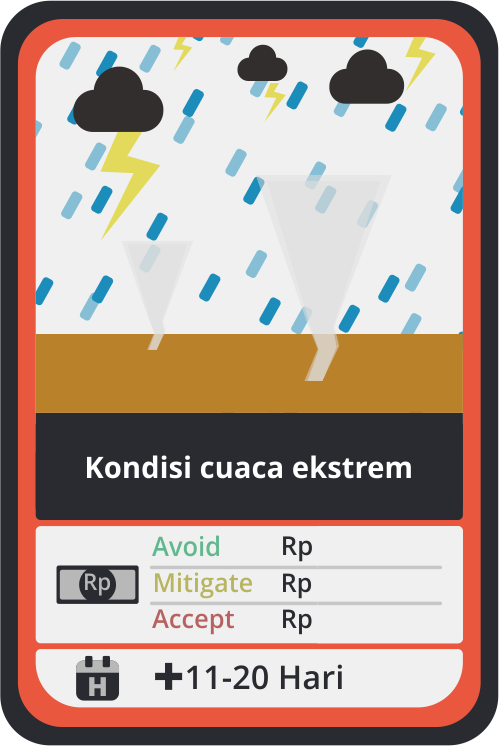 Kondisi cuaca ekstrem
Avoid Rp
Rp
Mitigate Rp
Accept Rp
H
+11-20 Hari